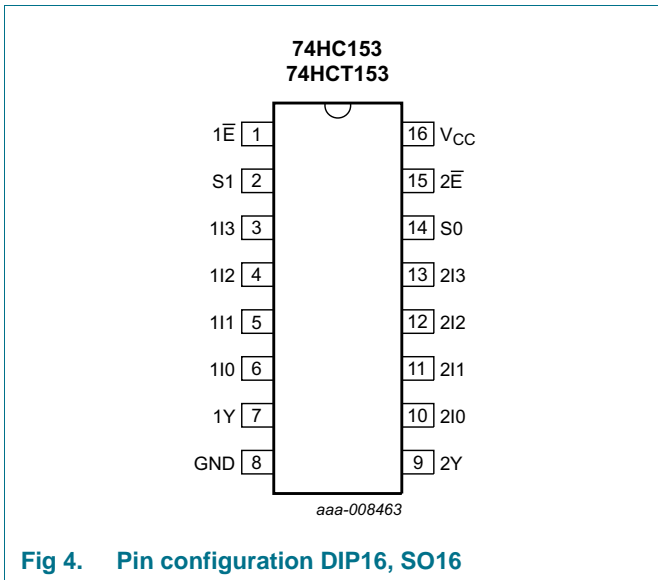 74HC153
74HCT153
1E̅ 1 16 VCC
S1 2 15 2E̅
1I3 3 14 S0
1I2 4 13 2I3
1I1 5 12 2I2
1I0 6 11 2I1
1Y 7 10 2I0
GND 8 9 2Y
aaa-008463
Fig 4. Pin configuration DIP16, SO16